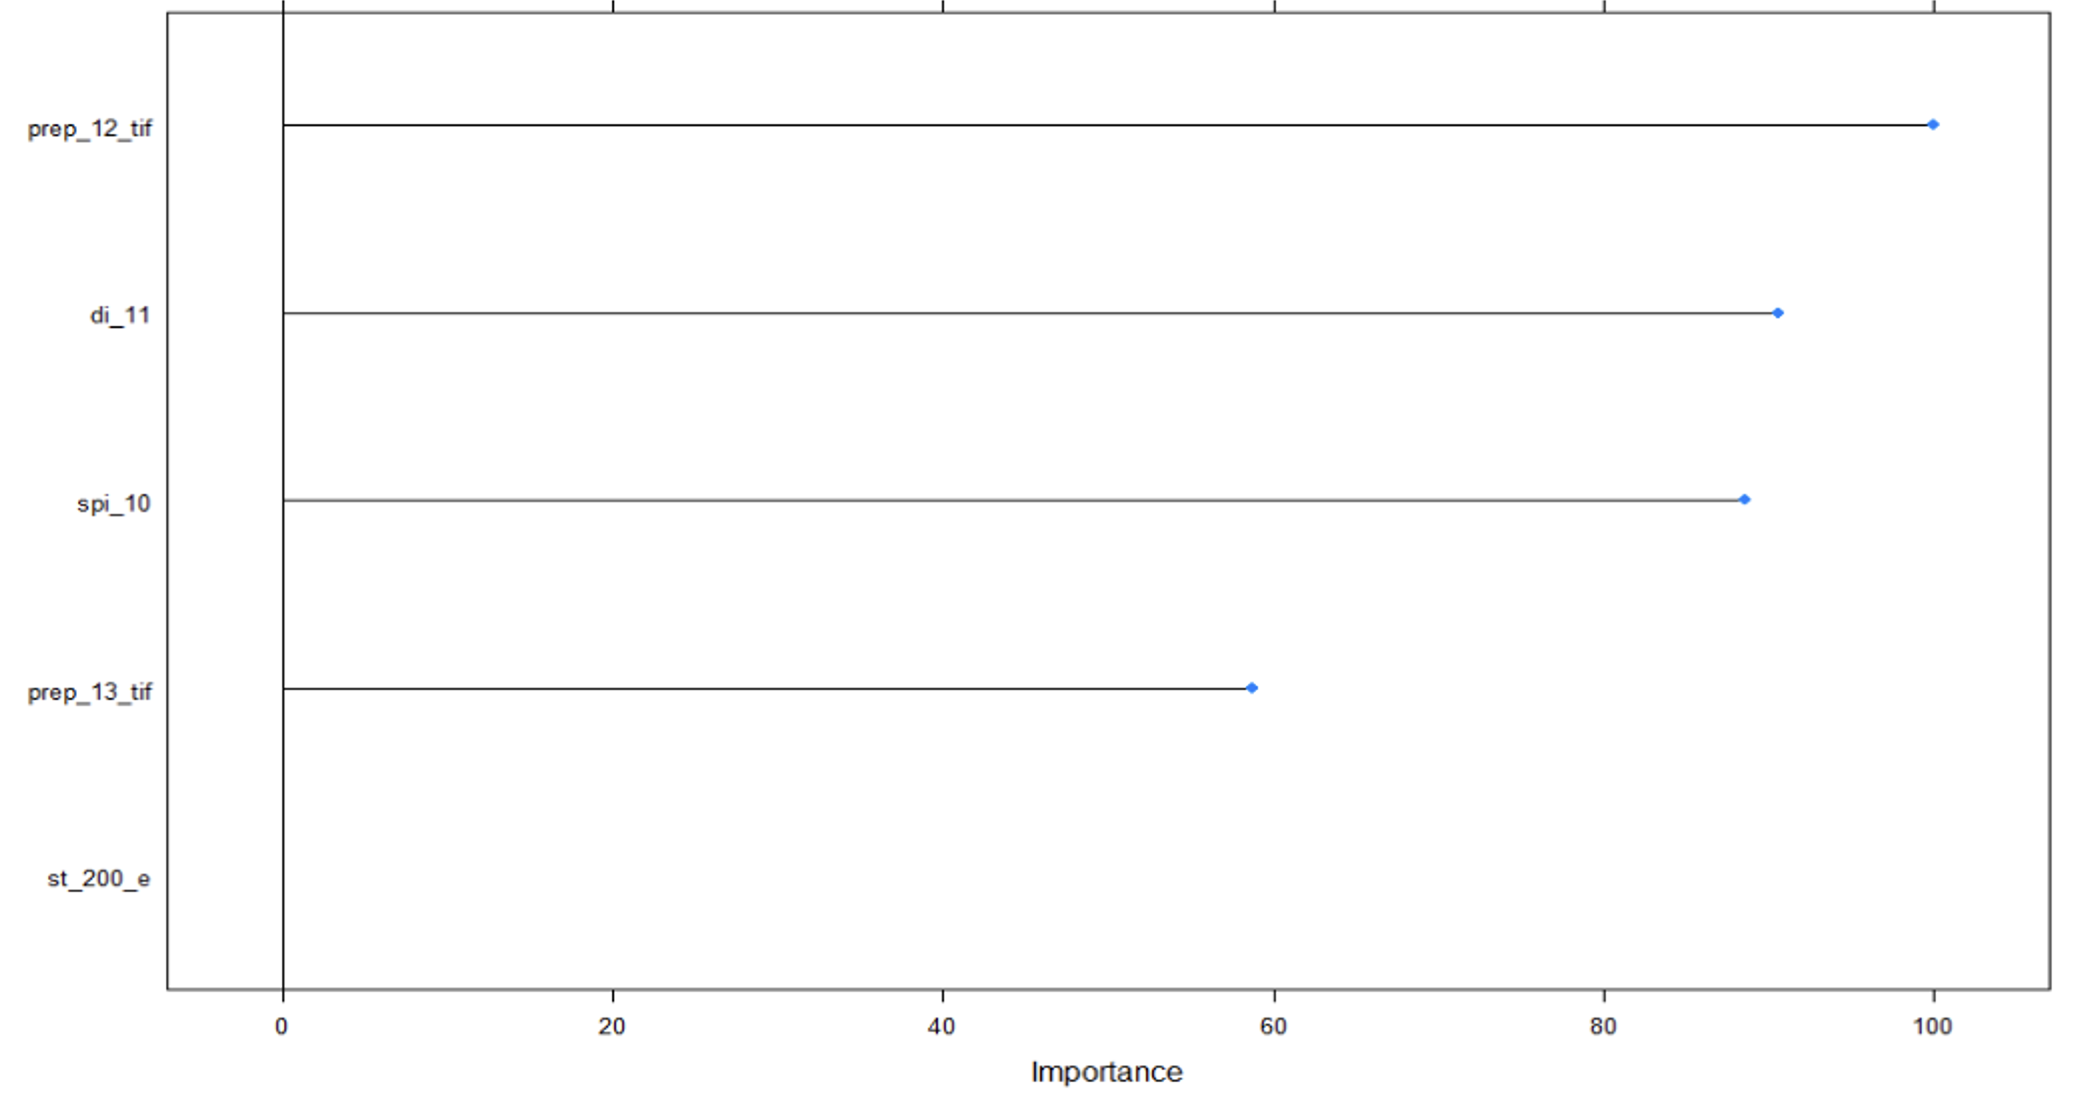 prep_12_tif
di_11
spi_10
prep_13_tif
st_200_e
0 20 40 60 80 100
Importance